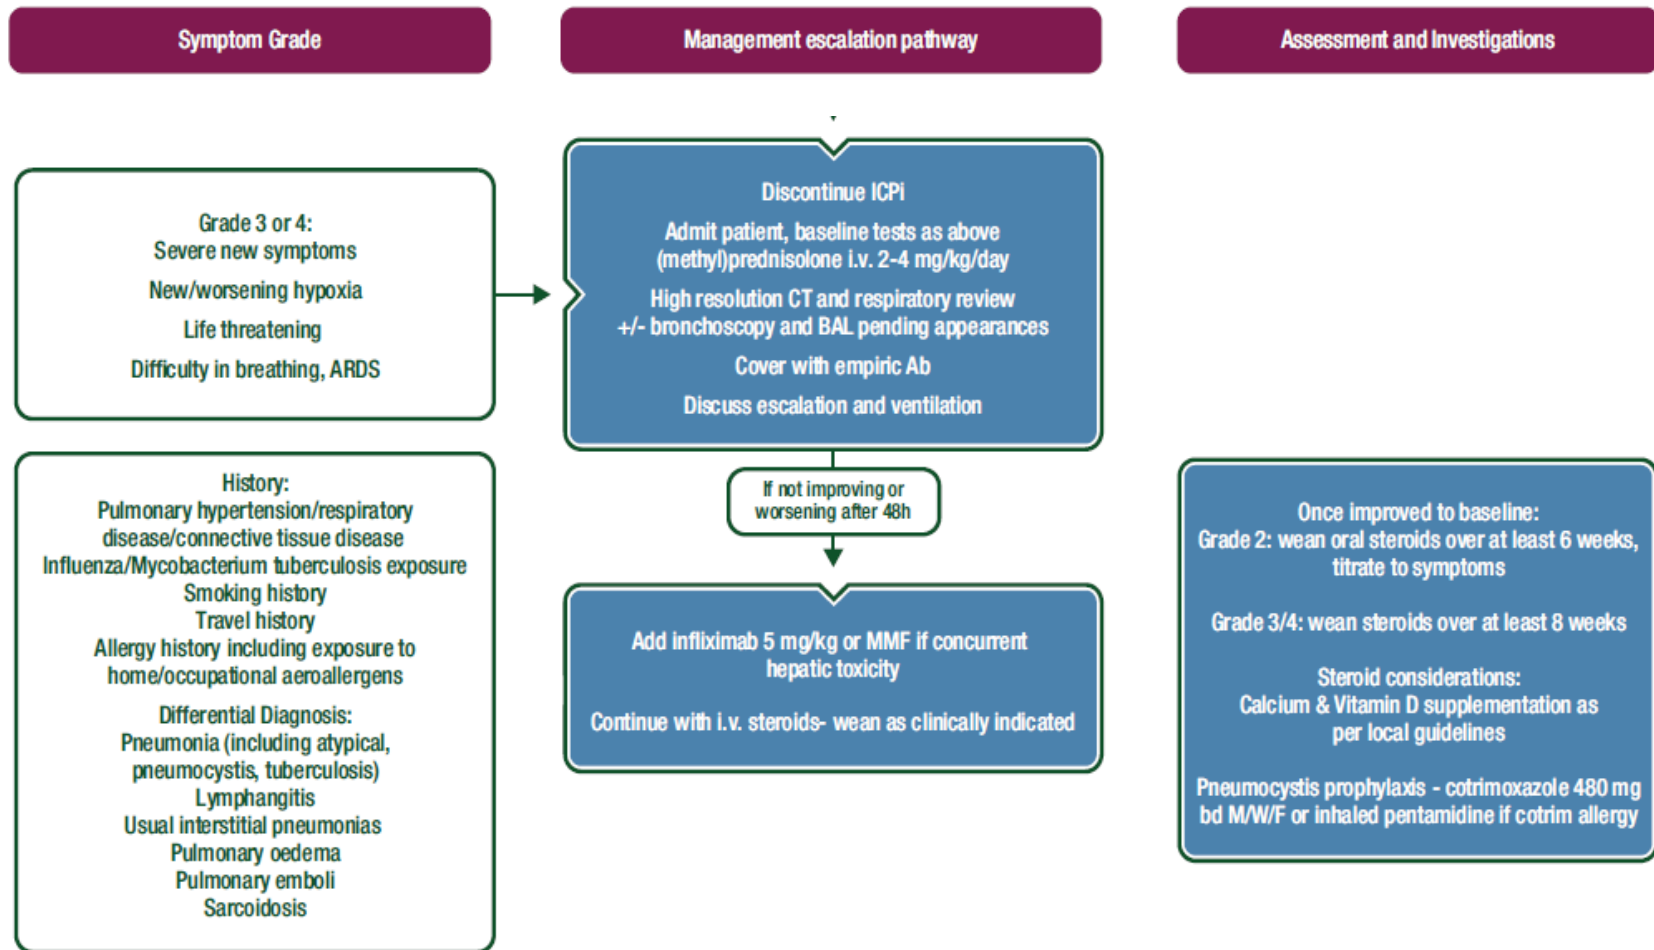 Symptom Grade
Management escalation pathway
Assessment and Investigations
Grade 3 or 4:
Severe new symptoms
New/worsening hypoxia
Life threatening
Difficulty in breathing, ARDS
Discontinue ICPi
Admit patient, baseline tests as above
(methyl)prednisolone i.v. 2-4 mg/kg/day
High resolution CT and respiratory review
+/- bronchoscopy and BAL pending appearances
Cover with empiric Ab
Discuss escalation and ventilation
If not improving or
worsening after 48h
Add infliximab 5 mg/kg or MMF if concurrent
hepatic toxicity
Continue with i.v. steroids- wean as clinically indicated
History:
Pulmonary hypertension/respiratory
disease/connective tissue disease
Influenza/Mycobacterium tuberculosis exposure
Smoking history
Travel history
Allergy history including exposure to
home/occupational aeroallergens
Differential Diagnosis:
Pneumonia (including atypical,
pneumocystis, tuberculosis)
Lymphangitis
Usual interstitial pneumonias
Pulmonary oedema
Pulmonary emboli
Sarcoidosis
Once improved to baseline:
Grade 2: wean oral steroids over at least 6 weeks,
titrate to symptoms
Grade 3/4: wean steroids over at least 8 weeks
Steroid considerations:
Calcium & Vitamin D supplementation as
per local guidelines
Pneumocystis prophylaxis - cotrimoxazole 480 mg
bd M/W/F or inhaled pentamidine if cotrim allergy